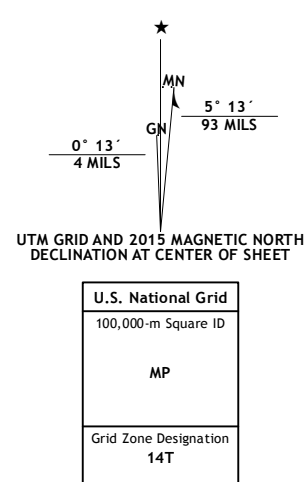 ★
MN
5° 13´
93 MILS
GN
0° 13´
4 MILS
UTM GRID AND 2015 MAGNETIC NORTH
DECLINATION AT CENTER OF SHEET
U.S. National Grid
100,000-m Square ID
MP
Grid Zone Designation
14T